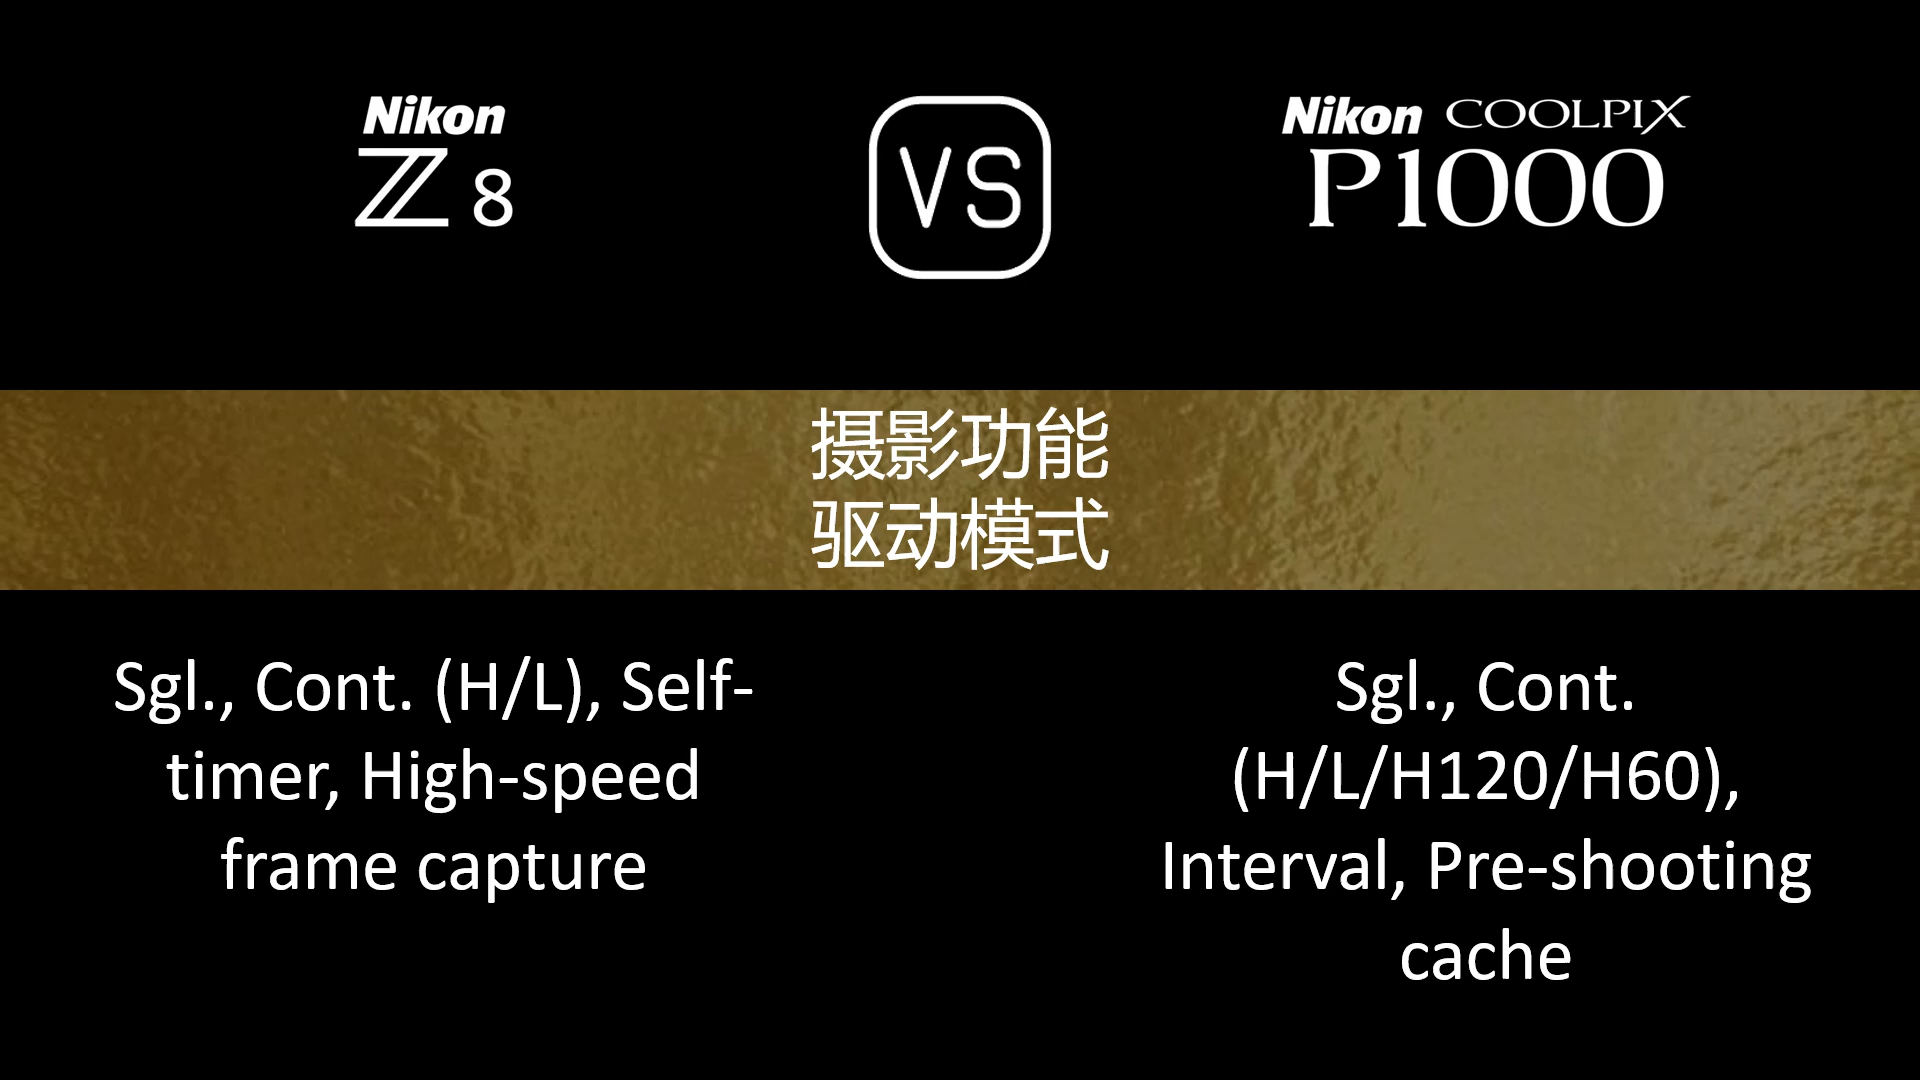 Nikon
Z 8
VS
Nikon COOLPIX
P1000
摄影功能
驱动模式
Sgl., Cont. (H/L), Self-
timer, High-speed
frame capture
Sgl., Cont.
(H/L/H120/H60),
Interval, Pre-shooting
cache